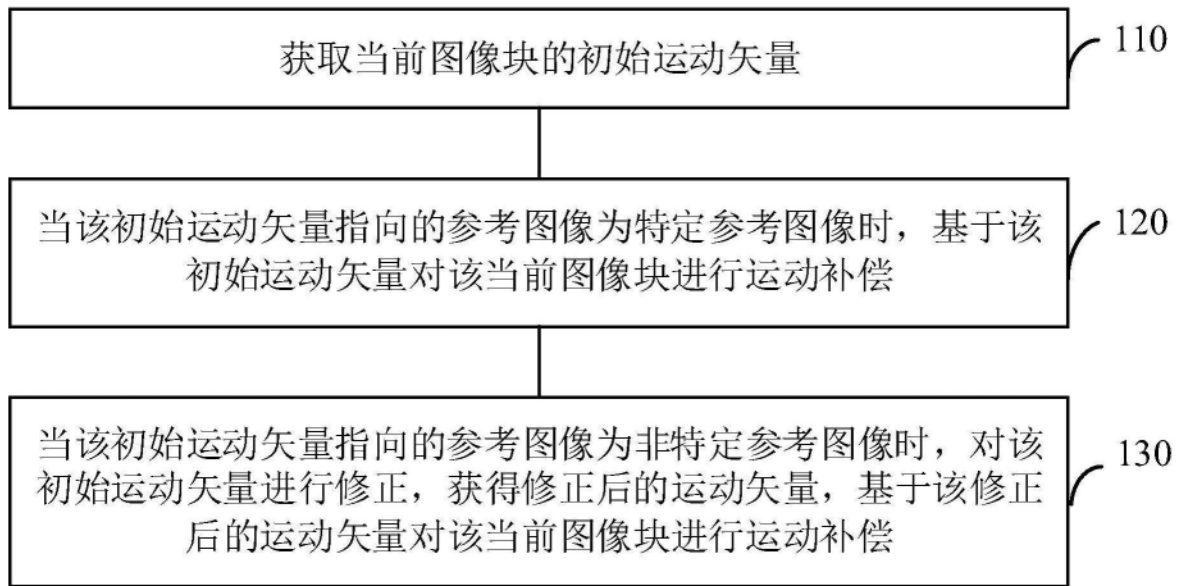 获取当前图像块的初始运动矢量
110
当该初始运动矢量指向的参考图像为特定参考图像时，基于该
初始运动矢量对该当前图像块进行运动补偿
120
当该初始运动矢量指向的参考图像为非特定参考图像时，对该
初始运动矢量进行修正，获得修正后的运动矢量，基于该修正
后的运动矢量对该当前图像块进行运动补偿
130